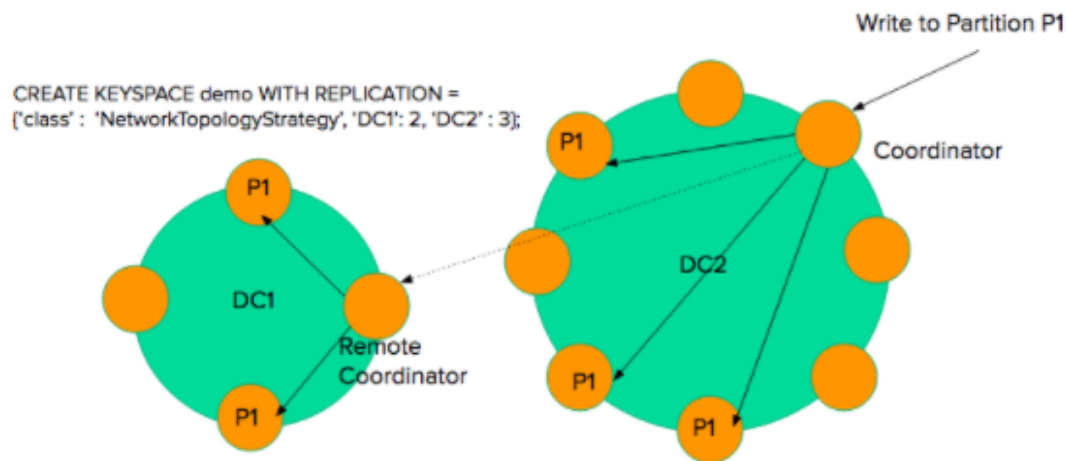 Write to Partition P1
CREATE KEYSPACE demo WITH REPLICATION =
{'class' : 'NetworkTopologyStrategy', 'DC1': 2, 'DC2' : 3};
P1
Coordinator
P1
DC2
DC1
Remote
Coordinator
P1
P1
P1